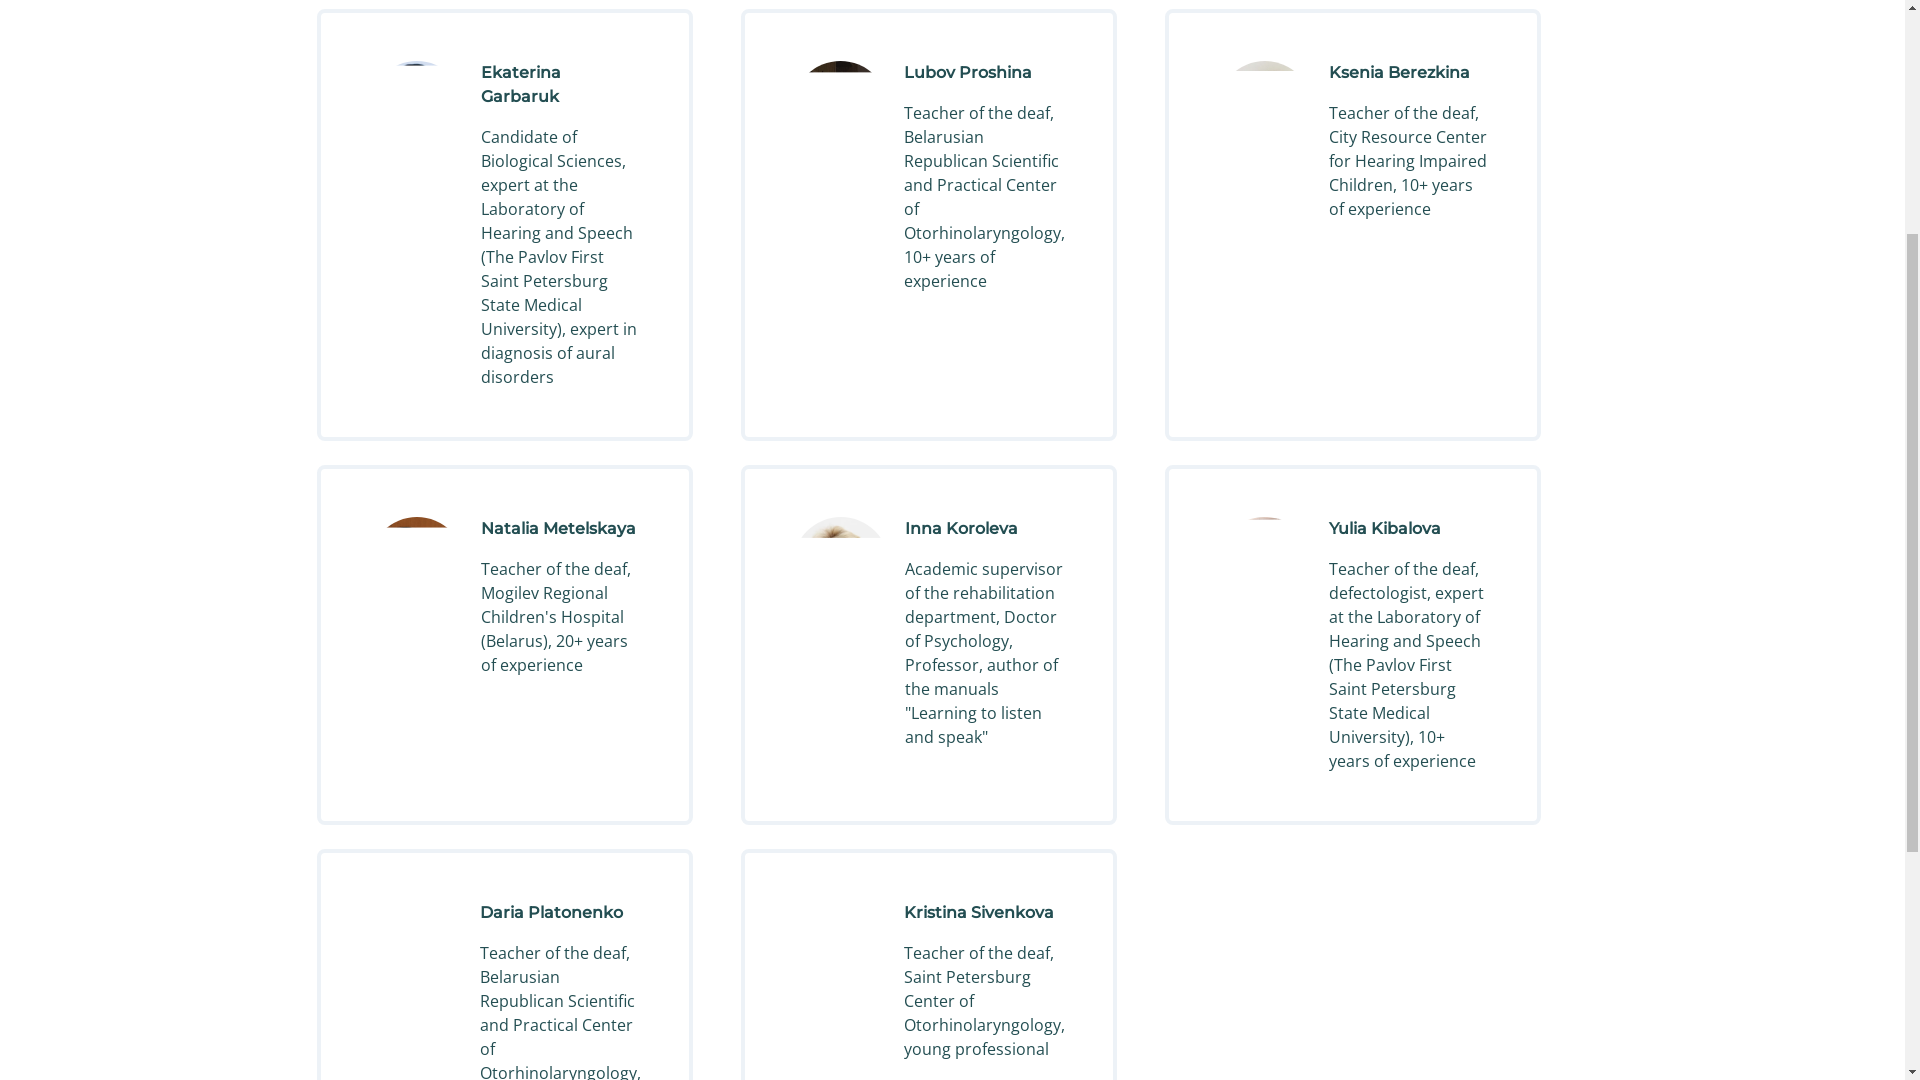 Ekaterina
Garbaruk
Candidate of
Biological Sciences,
expert at the
Laboratory of
Hearing and Speech
(The Pavlov First
Saint Petersburg
State Medical
University), expert in
diagnosis of aural
disorders
Lubov Proshina
Teacher of the deaf,
Belarusian
Republican Scientific
and Practical Center
of
Otorhinolaryngology,
10+ years of
experience
Ksenia Berezkina
Teacher of the deaf,
City Resource Center
for Hearing Impaired
Children, 10+ years
of experience
Natalia Metelskaya
Teacher of the deaf,
Mogilev Regional
Children's Hospital
(Belarus), 20+ years
of experience
Inna Koroleva
Academic supervisor
of the rehabilitation
department, Doctor
of Psychology,
Professor, author of
the manuals
"Learning to listen
and speak"
Yulia Kibalova
Teacher of the deaf,
defectologist, expert
at the Laboratory of
Hearing and Speech
(The Pavlov First
Saint Petersburg
State Medical
University), 10+
years of experience
Daria Platonenko
Teacher of the deaf,
Belarusian
Republican Scientific
and Practical Center
of
Otorhinolaryngology,
Kristina Sivenkova
Teacher of the deaf,
Saint Petersburg
Center of
Otorhinolaryngology,
young professional